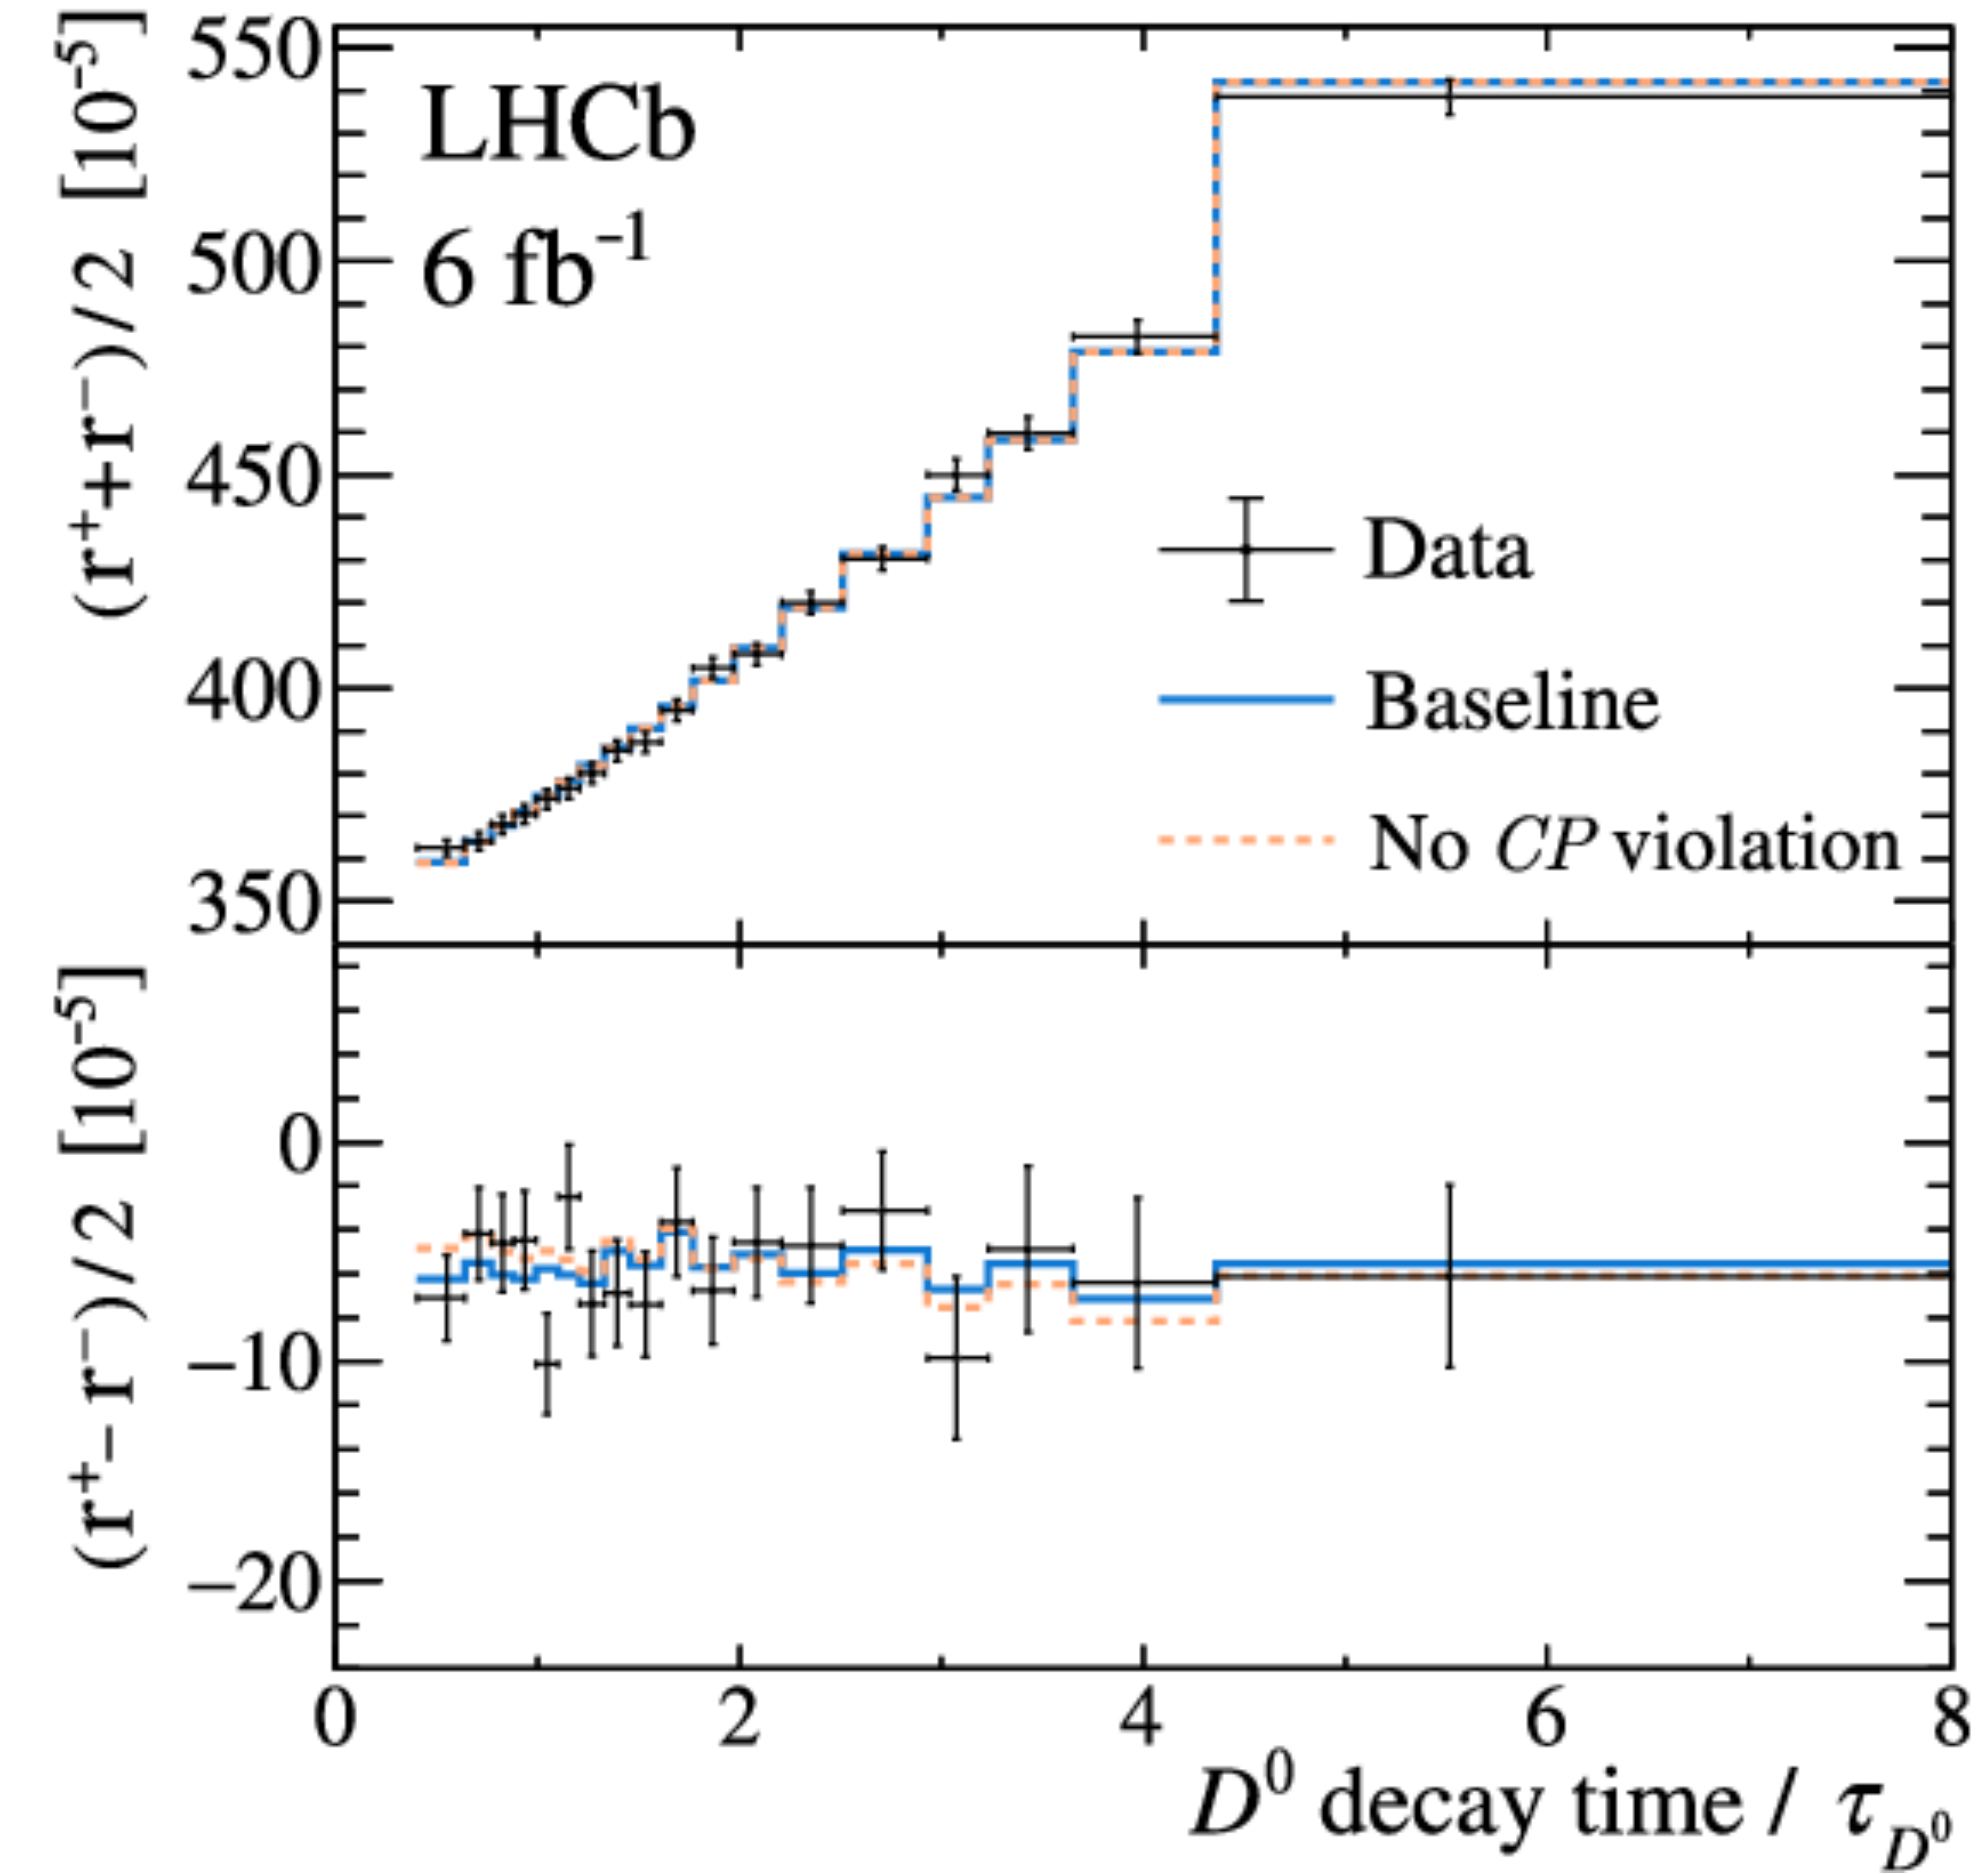 (r⁺+r⁻)/2 [10⁻⁵]
550
500
450
400
350
LHCb
6 fb⁻¹
Data
Baseline
No CP violation
(r⁺−r⁻)/2 [10⁻⁵]
0
−10
−20
0 2 4 6 8
D⁰ decay time / τ_D⁰